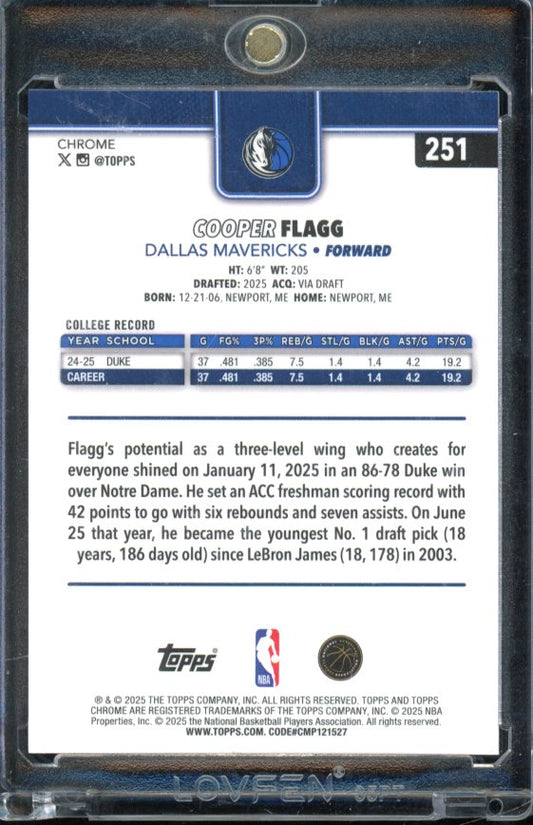 CHROME
251
X @TOPPS
COOPER FLAGG
DALLAS MAVERICKS • FORWARD
HT: 6'8" WT: 205
DRAFTED: 2025 ACQ: VIA DRAFT
BORN: 12-21-06. NEWPORT, ME HOME: NEWPORT, ME
COLLEGE RECORD
YEAR SCHOOL G FG% 3P% REB/G STL/G BLK/G AST/G PTS/G
24-25 DUKE 37 .481 .385 7.5 1.4 1.4 4.2 19.2
CAREER 37 .481 .385 7.5 1.4 1.4 4.2 19.2
Flagg's potential as a three-level wing who creates for
everyone shined on January 11, 2025 in an 86-78 Duke win
over Notre Dame. He set an ACC freshman scoring record with
42 points to go with six rebounds and seven assists. On June
25 that year, he became the youngest No. 1 draft pick (18
years, 186 days old) since LeBron James (18, 178) in 2003.
topps®
NBA
® & © 2025 THE TOPPS COMPANY, INC. ALL RIGHTS RESERVED. TOPPS AND TOPPS
CHROME ARE REGISTERED TRADEMARKS OF THE TOPPS COMPANY, INC. © 2025 NBA
Properties, Inc. © 2025 the National Basketball Players Association. All rights reserved.
WWW.TOPPS.COM. CODE#CMP121527
LOVFEN® 35PT